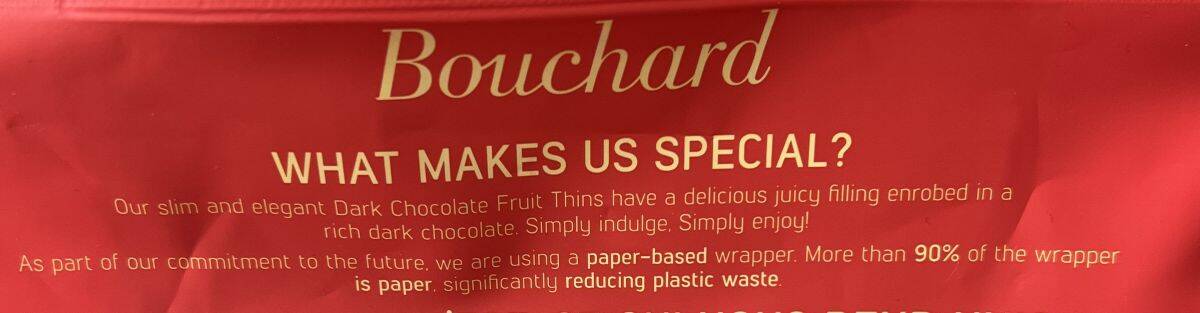 Bouchard
WHAT MAKES US SPECIAL?
Our slim and elegant Dark Chocolate Fruit Thins have a delicious juicy filling enrobed in a
rich dark chocolate. Simply indulge, Simply enjoy!
As part of our commitment to the future, we are using a paper-based wrapper. More than 90% of the wrapper
is paper, significantly reducing plastic waste.